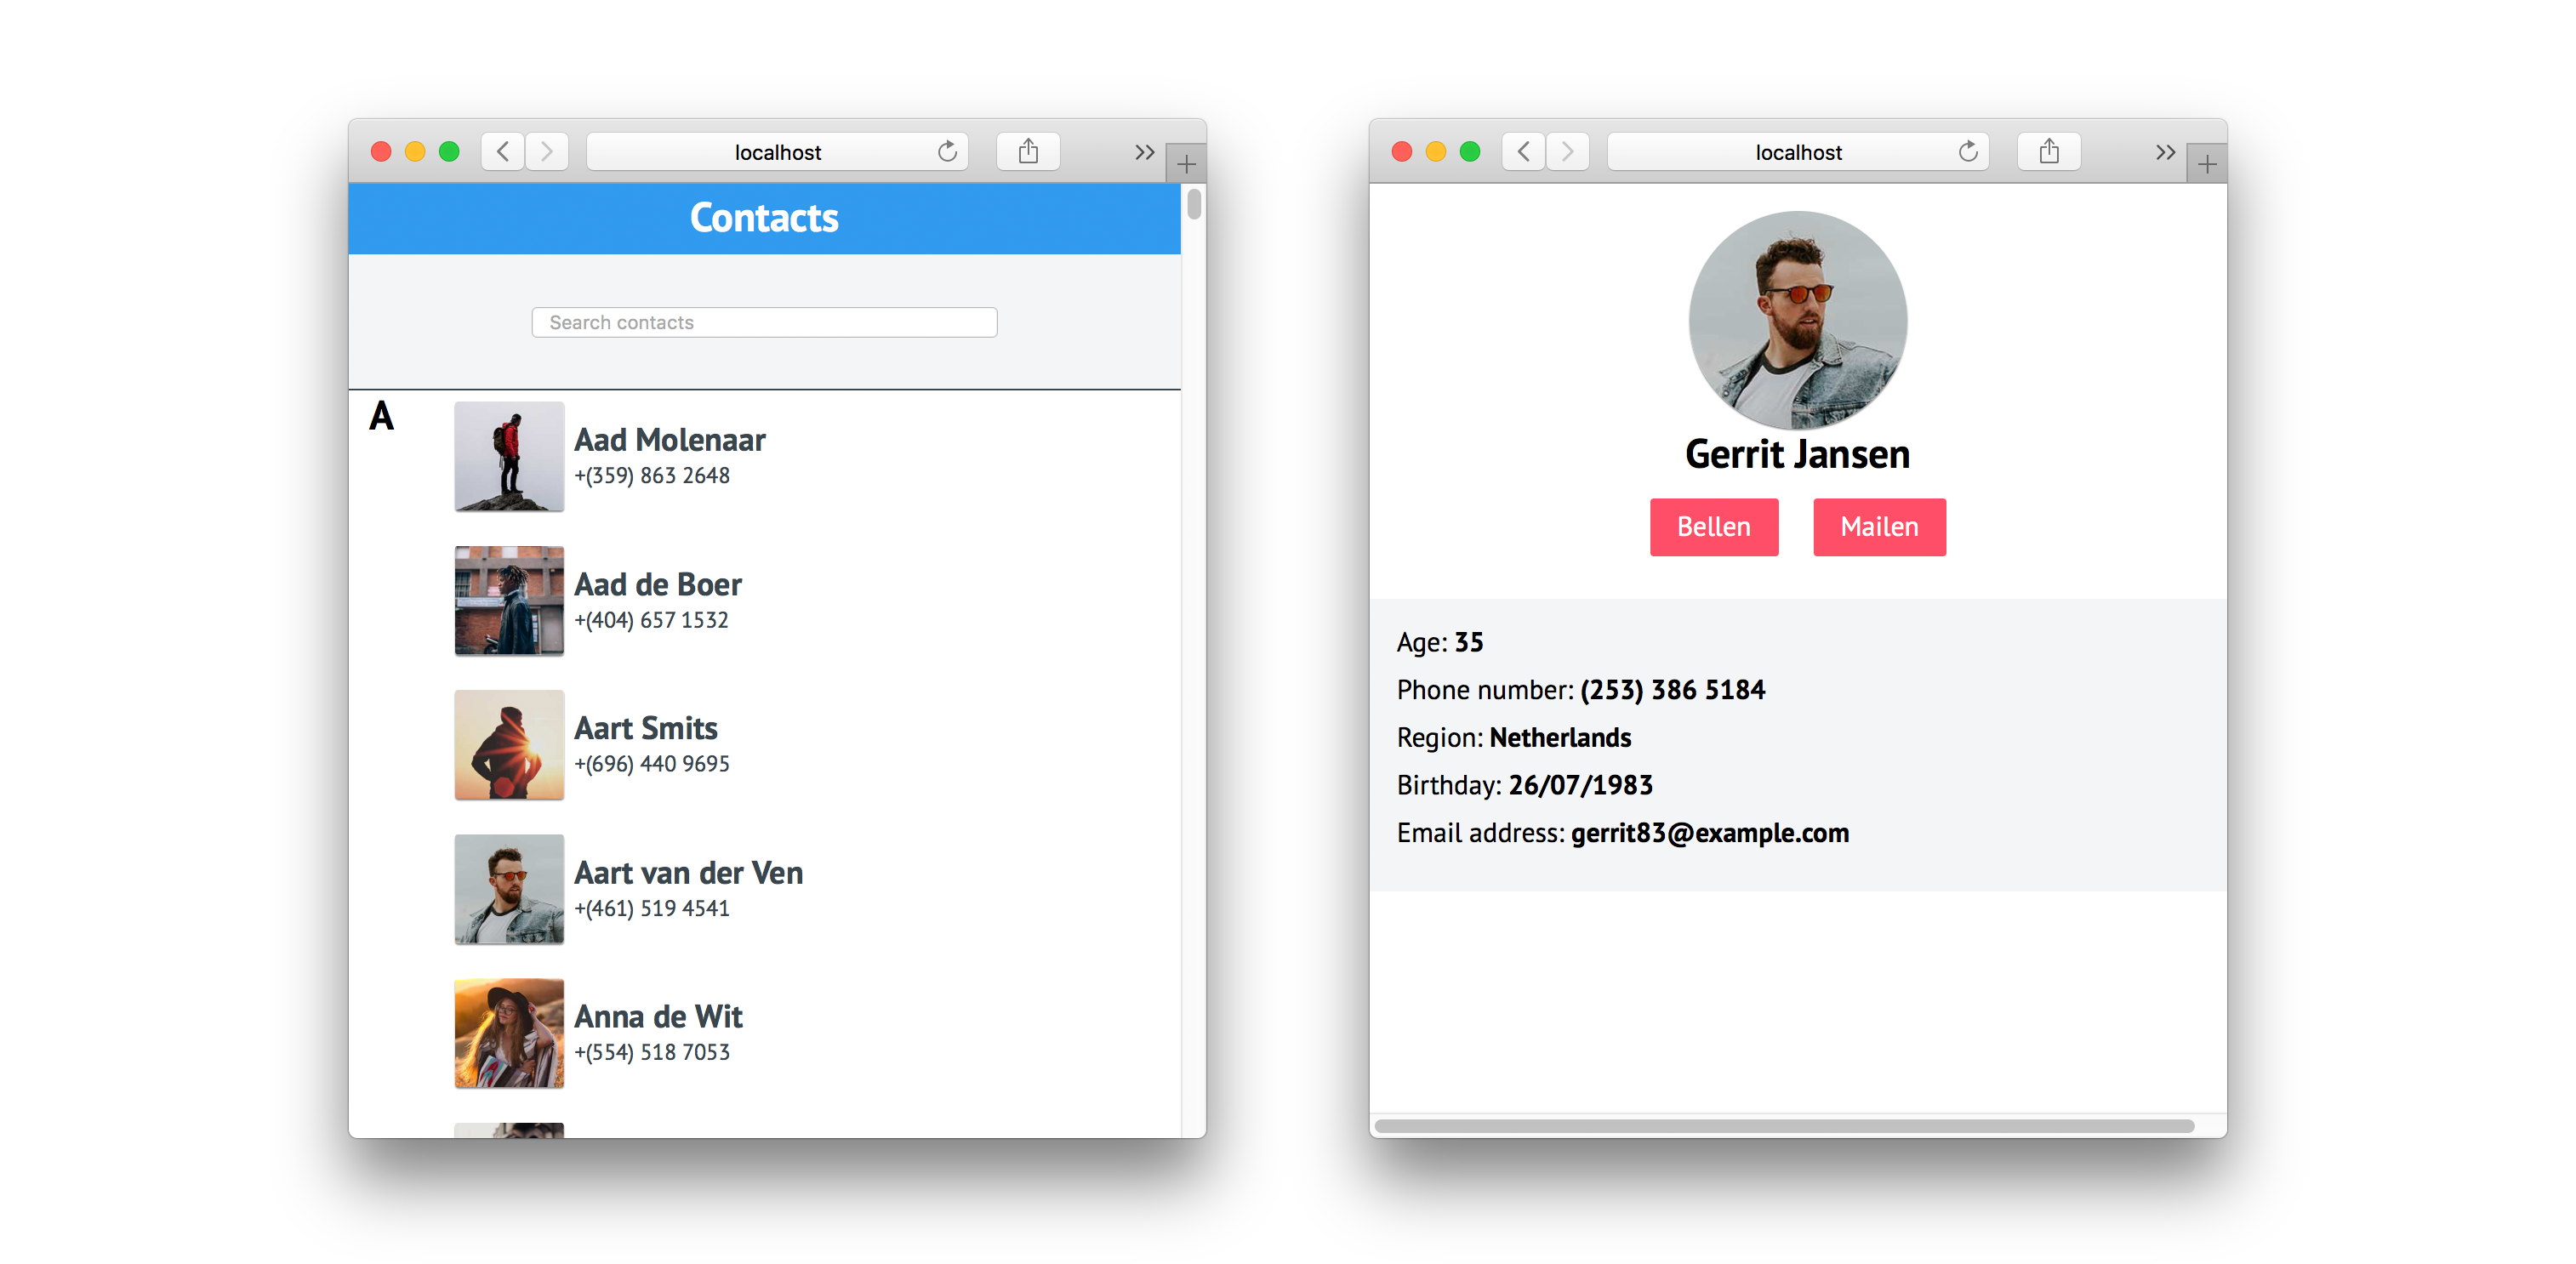 localhost
Contacts
Search contacts
A
Aad Molenaar
+(359) 863 2648
Aad de Boer
+(404) 657 1532
Aart Smits
+(696) 440 9695
Aart van der Ven
+(461) 519 4541
Anna de Wit
+(554) 518 7053
localhost
Gerrit Jansen
Bellen
Mailen
Age: 35
Phone number: (253) 386 5184
Region: Netherlands
Birthday: 26/07/1983
Email address: gerrit83@example.com